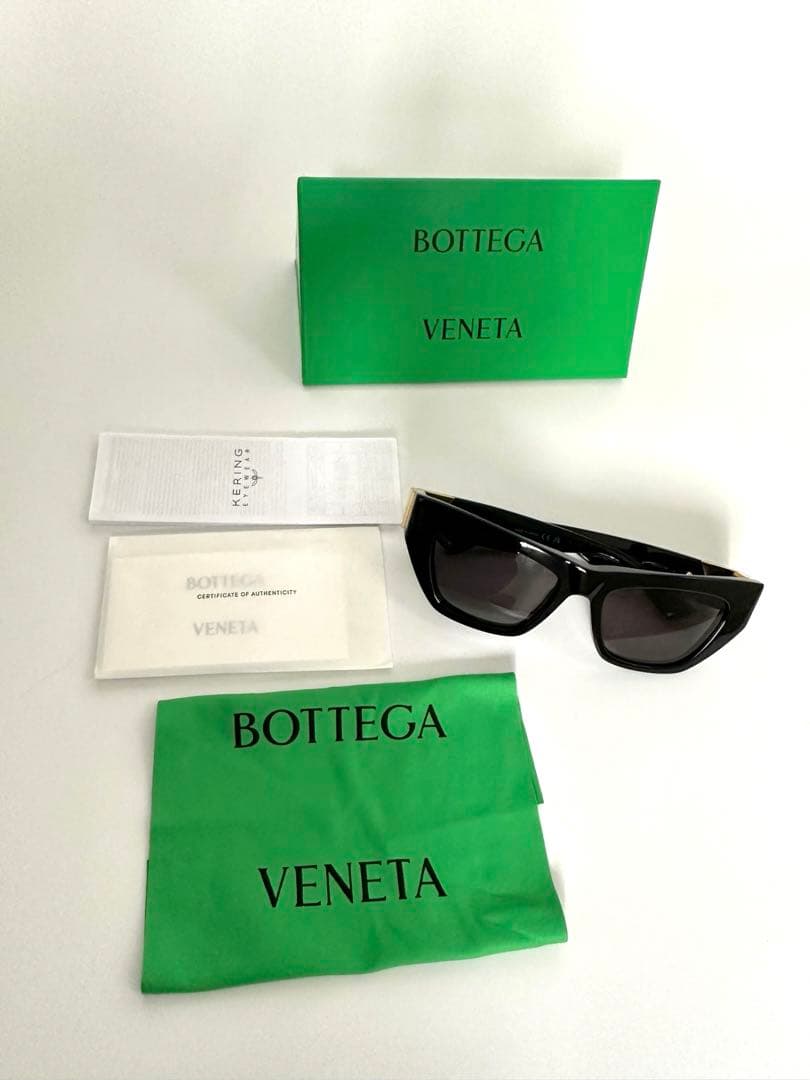 BOTTEGA
VENETA
KERING
EYEWEAR
BOTTEGA
CERTIFICATE OF AUTHENTICITY
VENETA
BOTTEGA
VENETA